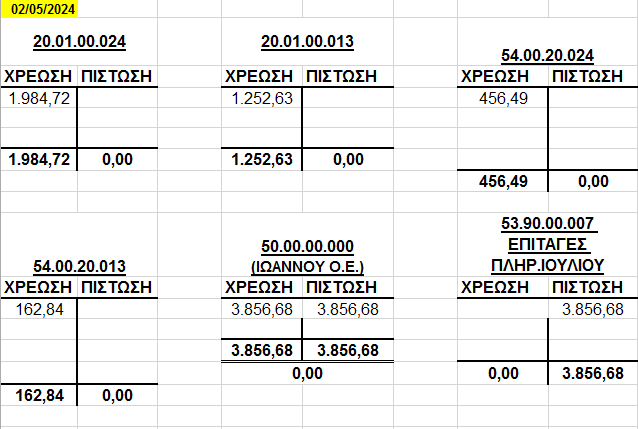 02/05/2024
20.01.00.024 20.01.00.013 54.00.20.024
ΧΡΕΩΣΗ ΠΙΣΤΩΣΗ ΧΡΕΩΣΗ ΠΙΣΤΩΣΗ ΧΡΕΩΣΗ ΠΙΣΤΩΣΗ
1.984,72 1.252,63 456,49
1.984,72 0,00 1.252,63 0,00
456,49 0,00
53.90.00.007
54.00.20.013 50.00.00.000 ΕΠΙΤΑΓΕΣ
(ΙΩΑΝΝΟΥ Ο.Ε.) ΠΛΗΡ.ΙΟΥΛΙΟΥ
ΧΡΕΩΣΗ ΠΙΣΤΩΣΗ ΧΡΕΩΣΗ ΠΙΣΤΩΣΗ ΧΡΕΩΣΗ ΠΙΣΤΩΣΗ
162,84 3.856,68 3.856,68 3.856,68
3.856,68 3.856,68
0,00 0,00 3.856,68
162,84 0,00